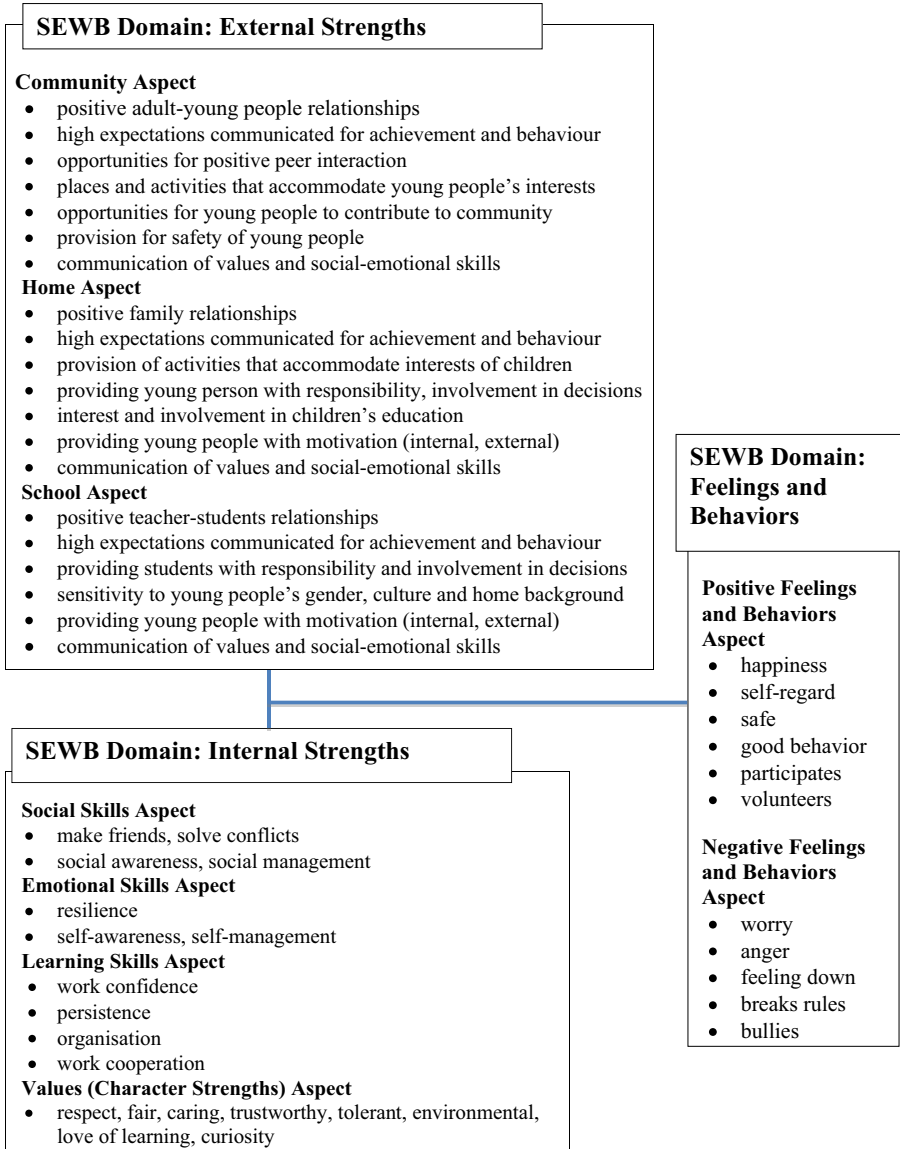 SEWB Domain: External Strengths
Community Aspect
• positive adult-young people relationships
• high expectations communicated for achievement and behaviour
• opportunities for positive peer interaction
• places and activities that accommodate young people's interests
• opportunities for young people to contribute to community
• provision for safety of young people
• communication of values and social-emotional skills
Home Aspect
• positive family relationships
• high expectations communicated for achievement and behaviour
• provision of activities that accommodate interests of children
• providing young person with responsibility, involvement in decisions
• interest and involvement in children's education
• providing young people with motivation (internal, external)
• communication of values and social-emotional skills
School Aspect
• positive teacher-students relationships
• high expectations communicated for achievement and behaviour
• providing students with responsibility and involvement in decisions
• sensitivity to young people's gender, culture and home background
• providing young people with motivation (internal, external)
• communication of values and social-emotional skills
SEWB Domain: Internal Strengths
Social Skills Aspect
• make friends, solve conflicts
• social awareness, social management
Emotional Skills Aspect
• resilience
• self-awareness, self-management
Learning Skills Aspect
• work confidence
• persistence
• organisation
• work cooperation
Values (Character Strengths) Aspect
• respect, fair, caring, trustworthy, tolerant, environmental,
love of learning, curiosity
SEWB Domain:
Feelings and
Behaviors
Positive Feelings
and Behaviors
Aspect
• happiness
• self-regard
• safe
• good behavior
• participates
• volunteers
Negative Feelings
and Behaviors
Aspect
• worry
• anger
• feeling down
• breaks rules
• bullies